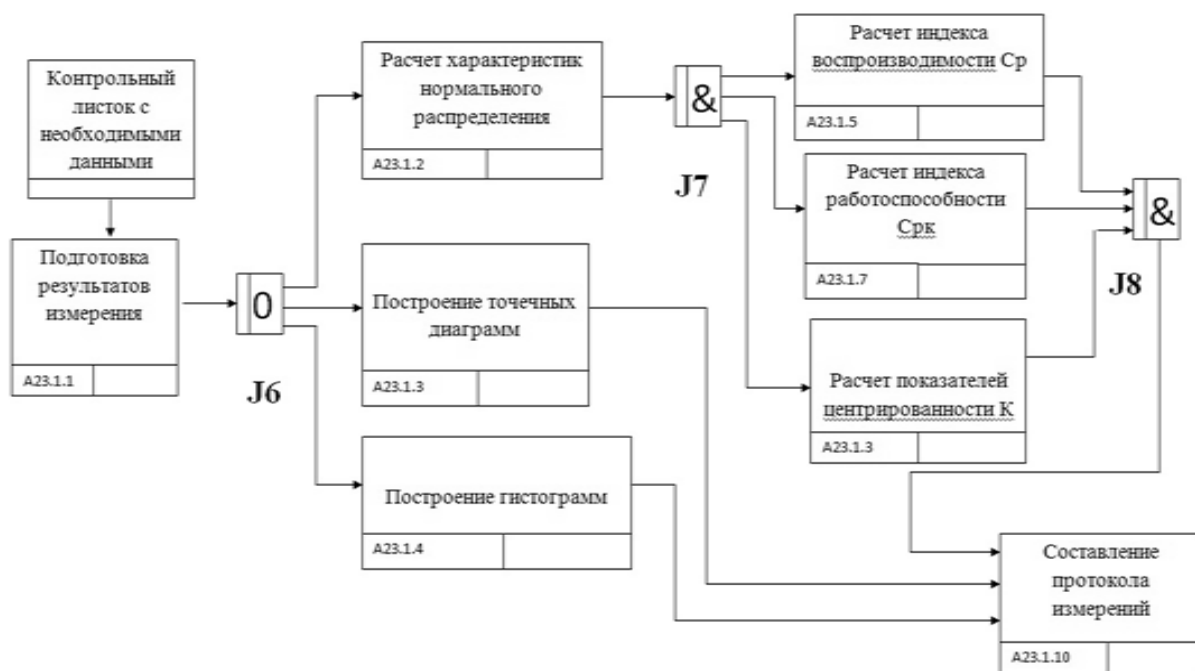 Контрольный
листок с
необходимыми
данными
Подготовка
результатов
измерения
A23.1.1
O
J6
Расчет характеристик
нормального
распределения
A23.1.2
Построение точечных
диаграмм
A23.1.3
Построение гистограмм
A23.1.4
&
J7
Расчет индекса
воспроизводимости Ср
A23.1.5
Расчет индекса
работоспособности
Срк
A23.1.7
Расчет показателей
центрированности К
A23.1.3
&
J8
Составление
протокола
измерений
A23.1.10